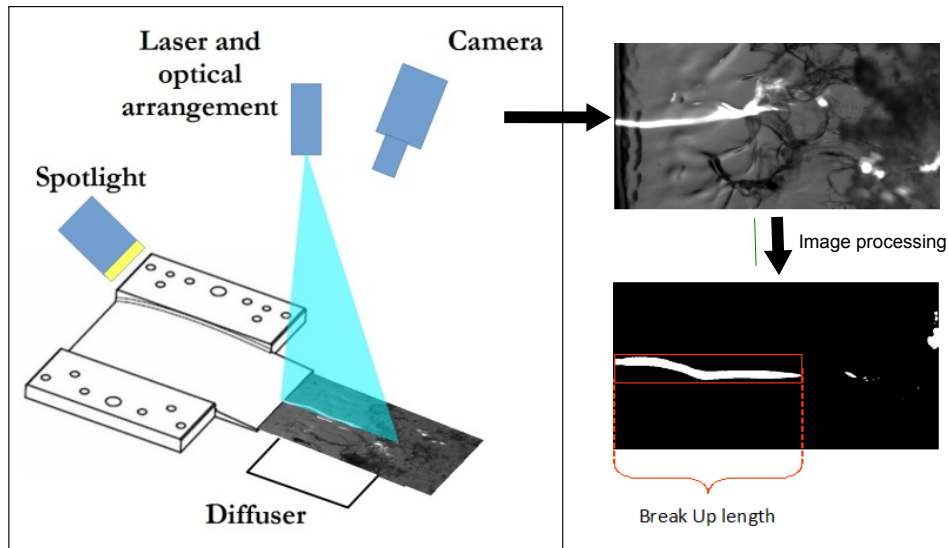 Laser and
optical
arrangement
Camera
Spotlight
Diffuser
Image processing
Break Up length